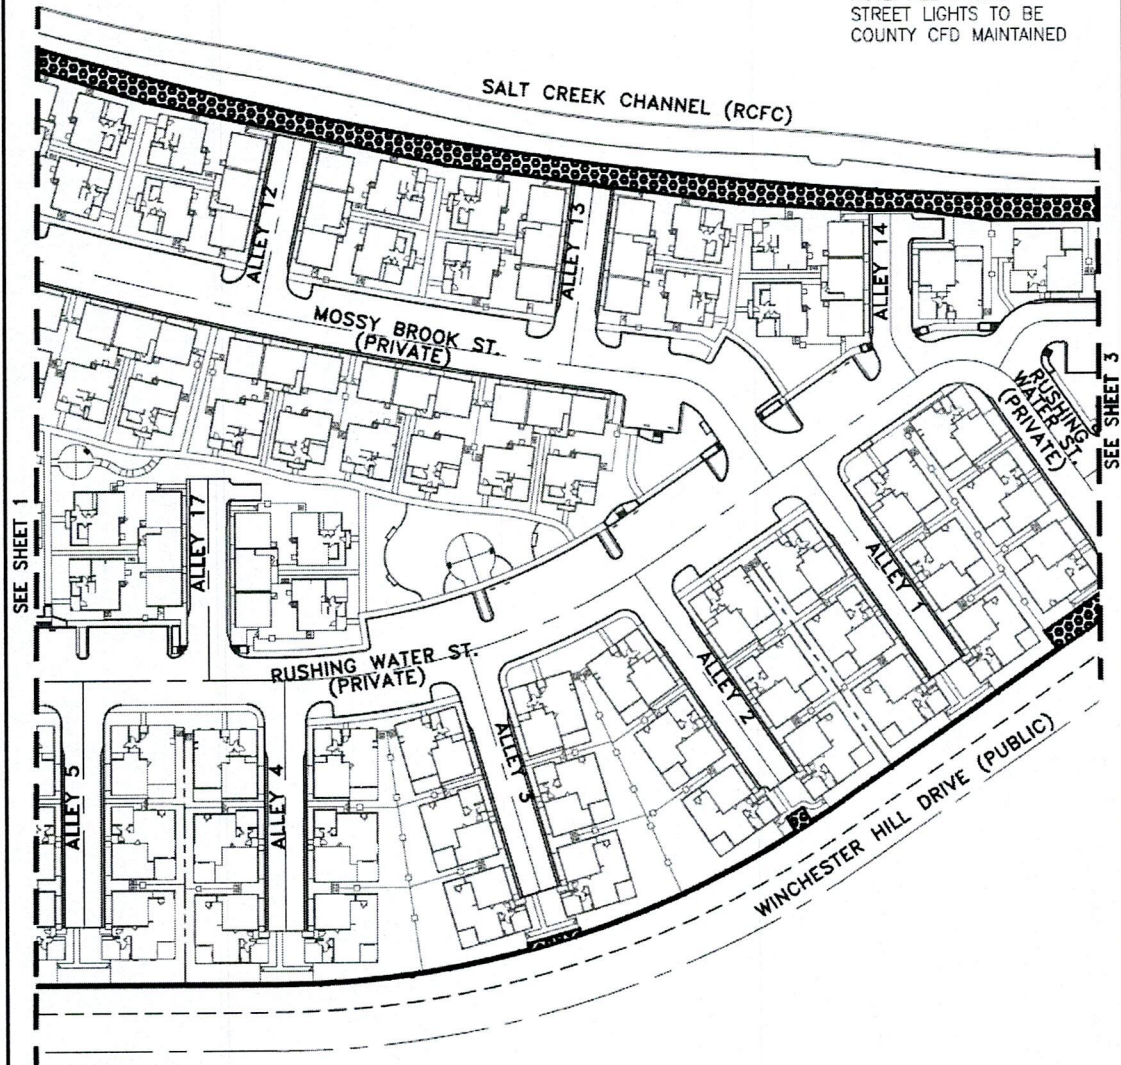 STREET LIGHTS TO BE
COUNTY CFD MAINTAINED
SALT CREEK CHANNEL (RCFC)
ALLEY 12
ALLEY 13
ALLEY 14
MOSSY BROOK ST.
(PRIVATE)
RUSHING
WATER ST.
(PRIVATE)
SEE SHEET 3
SEE SHEET 1
ALLEY 17
ALLEY 1
ALLEY 2
RUSHING WATER ST.
(PRIVATE)
ALLEY 3
ALLEY 4
ALLEY 5
WINCHESTER HILL DRIVE (PUBLIC)